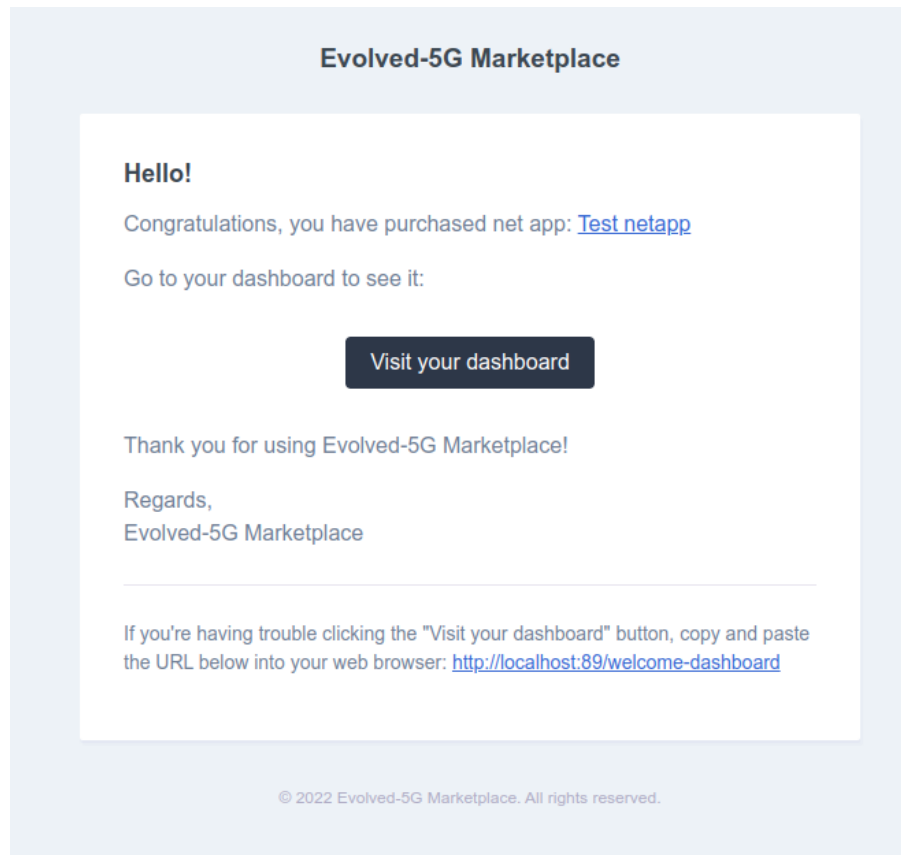 Evolved-5G Marketplace
Hello!
Congratulations, you have purchased net app: Test netapp
Go to your dashboard to see it:
Visit your dashboard
Thank you for using Evolved-5G Marketplace!
Regards,
Evolved-5G Marketplace
If you're having trouble clicking the "Visit your dashboard" button, copy and paste
the URL below into your web browser: http://localhost:89/welcome-dashboard
© 2022 Evolved-5G Marketplace. All rights reserved.